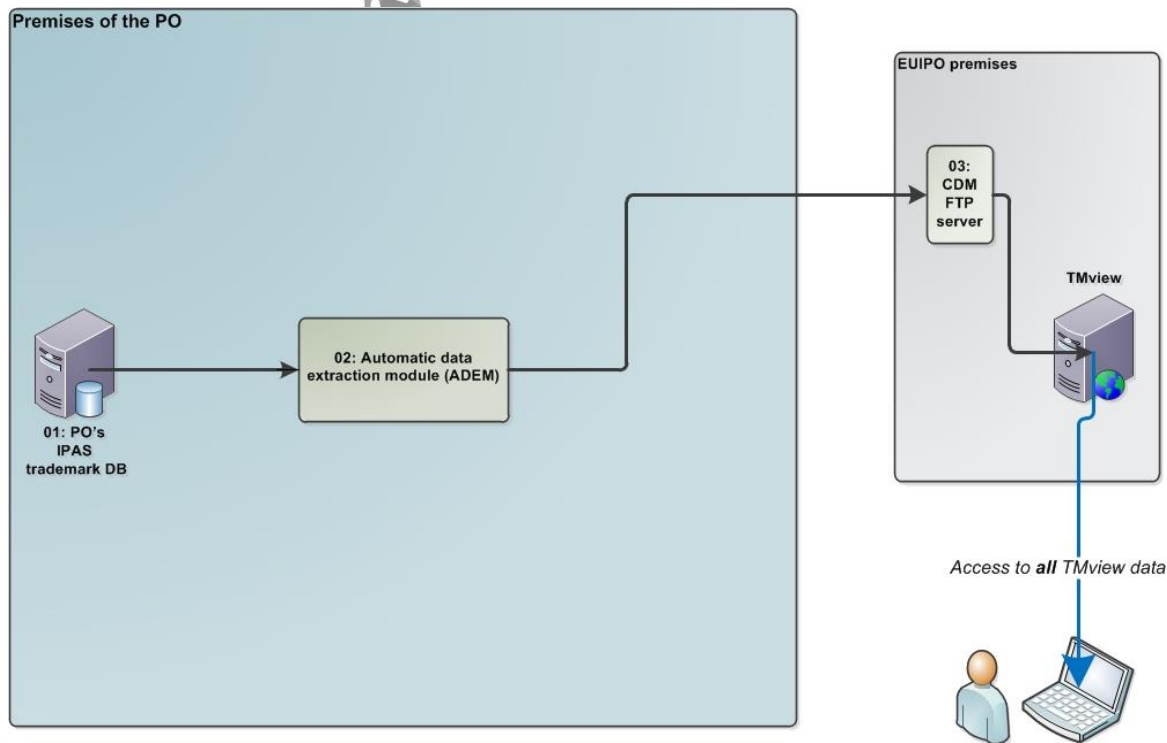 Premises of the PO
EUIPO premises
03:
CDM
FTP
server
TMview
02: Automatic data
extraction module (ADEM)
01: PO's
IPAS
trademark DB
Access to all TMview data